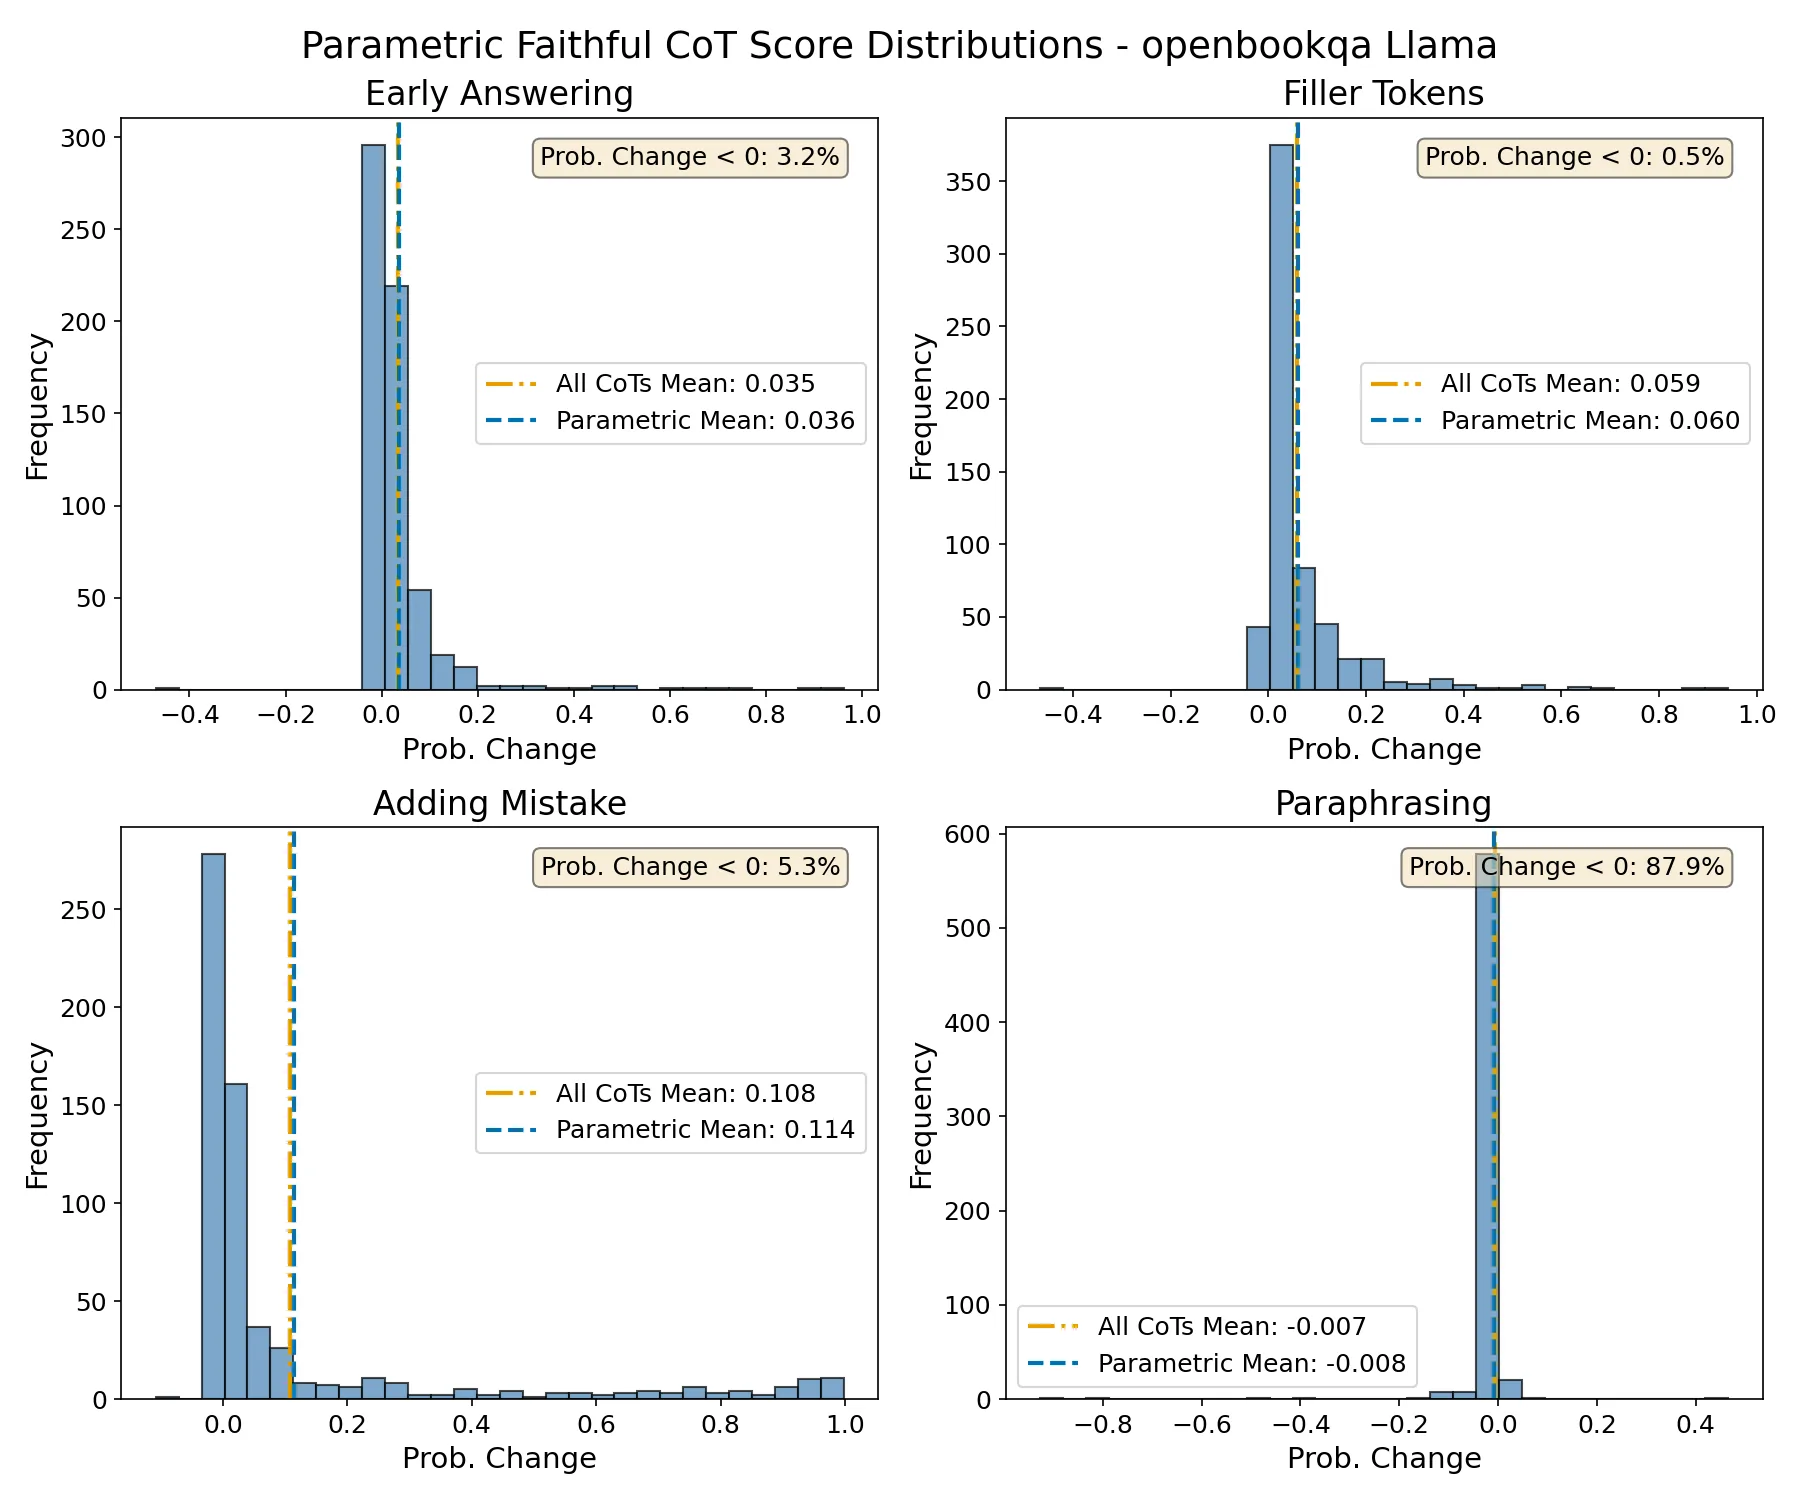 Parametric Faithful CoT Score Distributions - openbookqa Llama
Early Answering
Prob. Change < 0: 3.2%
All CoTs Mean: 0.035
Parametric Mean: 0.036
Frequency
300
250
200
150
100
50
0
−0.4 −0.2 0.0 0.2 0.4 0.6 0.8 1.0
Prob. Change
Filler Tokens
Prob. Change < 0: 0.5%
All CoTs Mean: 0.059
Parametric Mean: 0.060
Frequency
350
300
250
200
150
100
50
0
−0.4 −0.2 0.0 0.2 0.4 0.6 0.8 1.0
Prob. Change
Adding Mistake
Prob. Change < 0: 5.3%
All CoTs Mean: 0.108
Parametric Mean: 0.114
Frequency
250
200
150
100
50
0
0.0 0.2 0.4 0.6 0.8 1.0
Prob. Change
Paraphrasing
Prob. Change < 0: 87.9%
All CoTs Mean: -0.007
Parametric Mean: -0.008
Frequency
600
500
400
300
200
100
0
−0.8 −0.6 −0.4 −0.2 0.0 0.2 0.4
Prob. Change